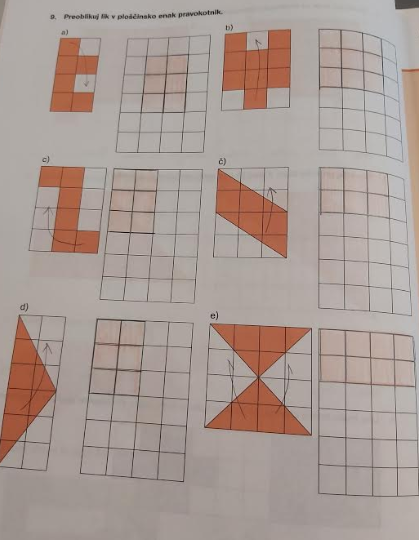 9. Preoblikuj lik v ploščinsko enak pravokotnik.
a)
b)
c)
č)
d)
e)